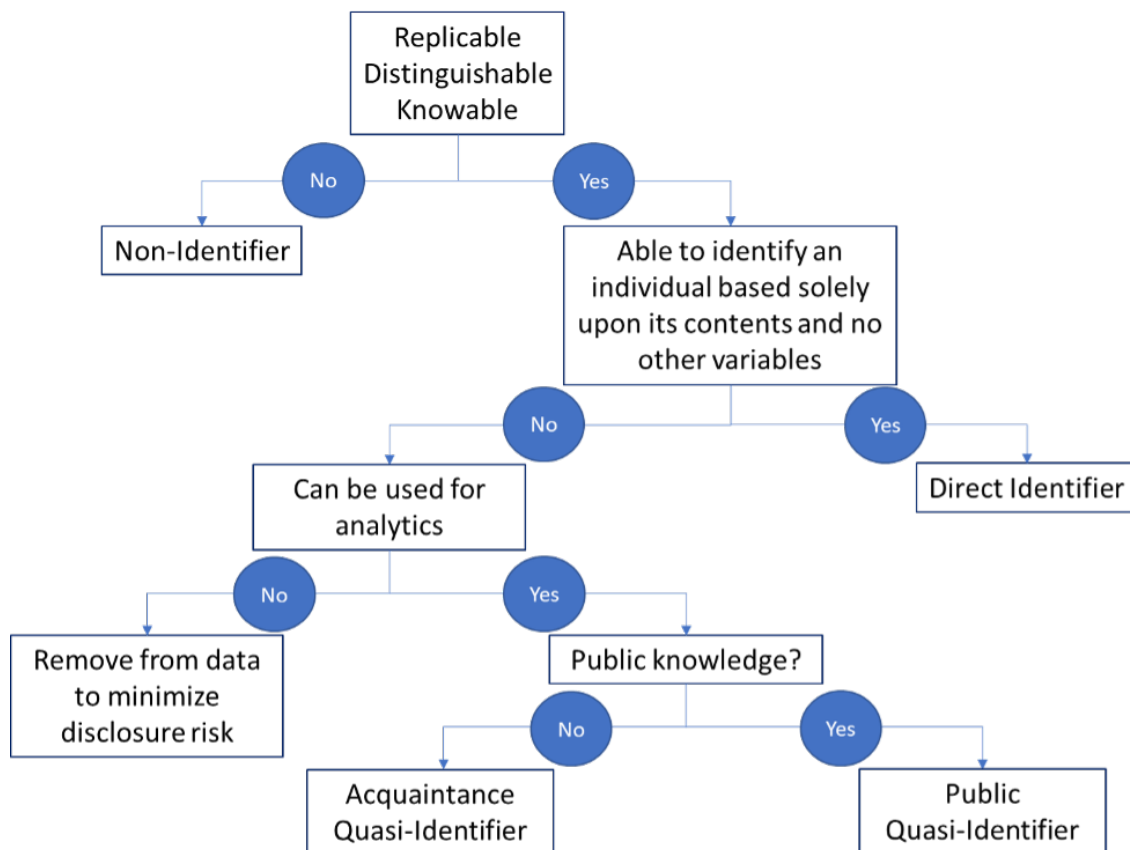 Replicable
Distinguishable
Knowable
No
Yes
Non-Identifier
Able to identify an
individual based solely
upon its contents and no
other variables
No
Yes
Can be used for
analytics
Direct Identifier
No
Yes
Remove from data
to minimize
disclosure risk
Public knowledge?
No
Yes
Acquaintance
Quasi-Identifier
Public
Quasi-Identifier